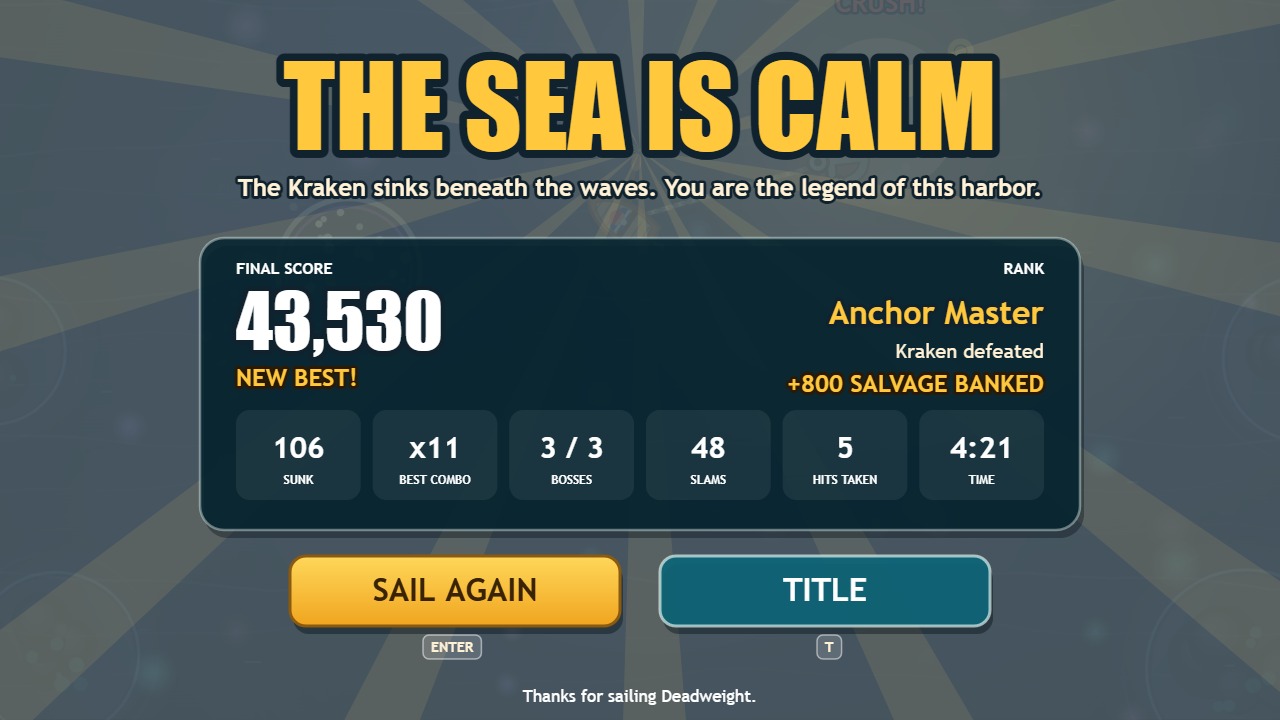 CRUSH!
THE SEA IS CALM
The Kraken sinks beneath the waves. You are the legend of this harbor.
FINAL SCORE
43,530
NEW BEST!
RANK
Anchor Master
Kraken defeated
+800 SALVAGE BANKED
106
SUNK
x11
BEST COMBO
3 / 3
BOSSES
48
SLAMS
5
HITS TAKEN
4:21
TIME
SAIL AGAIN
ENTER
TITLE
T
Thanks for sailing Deadweight.